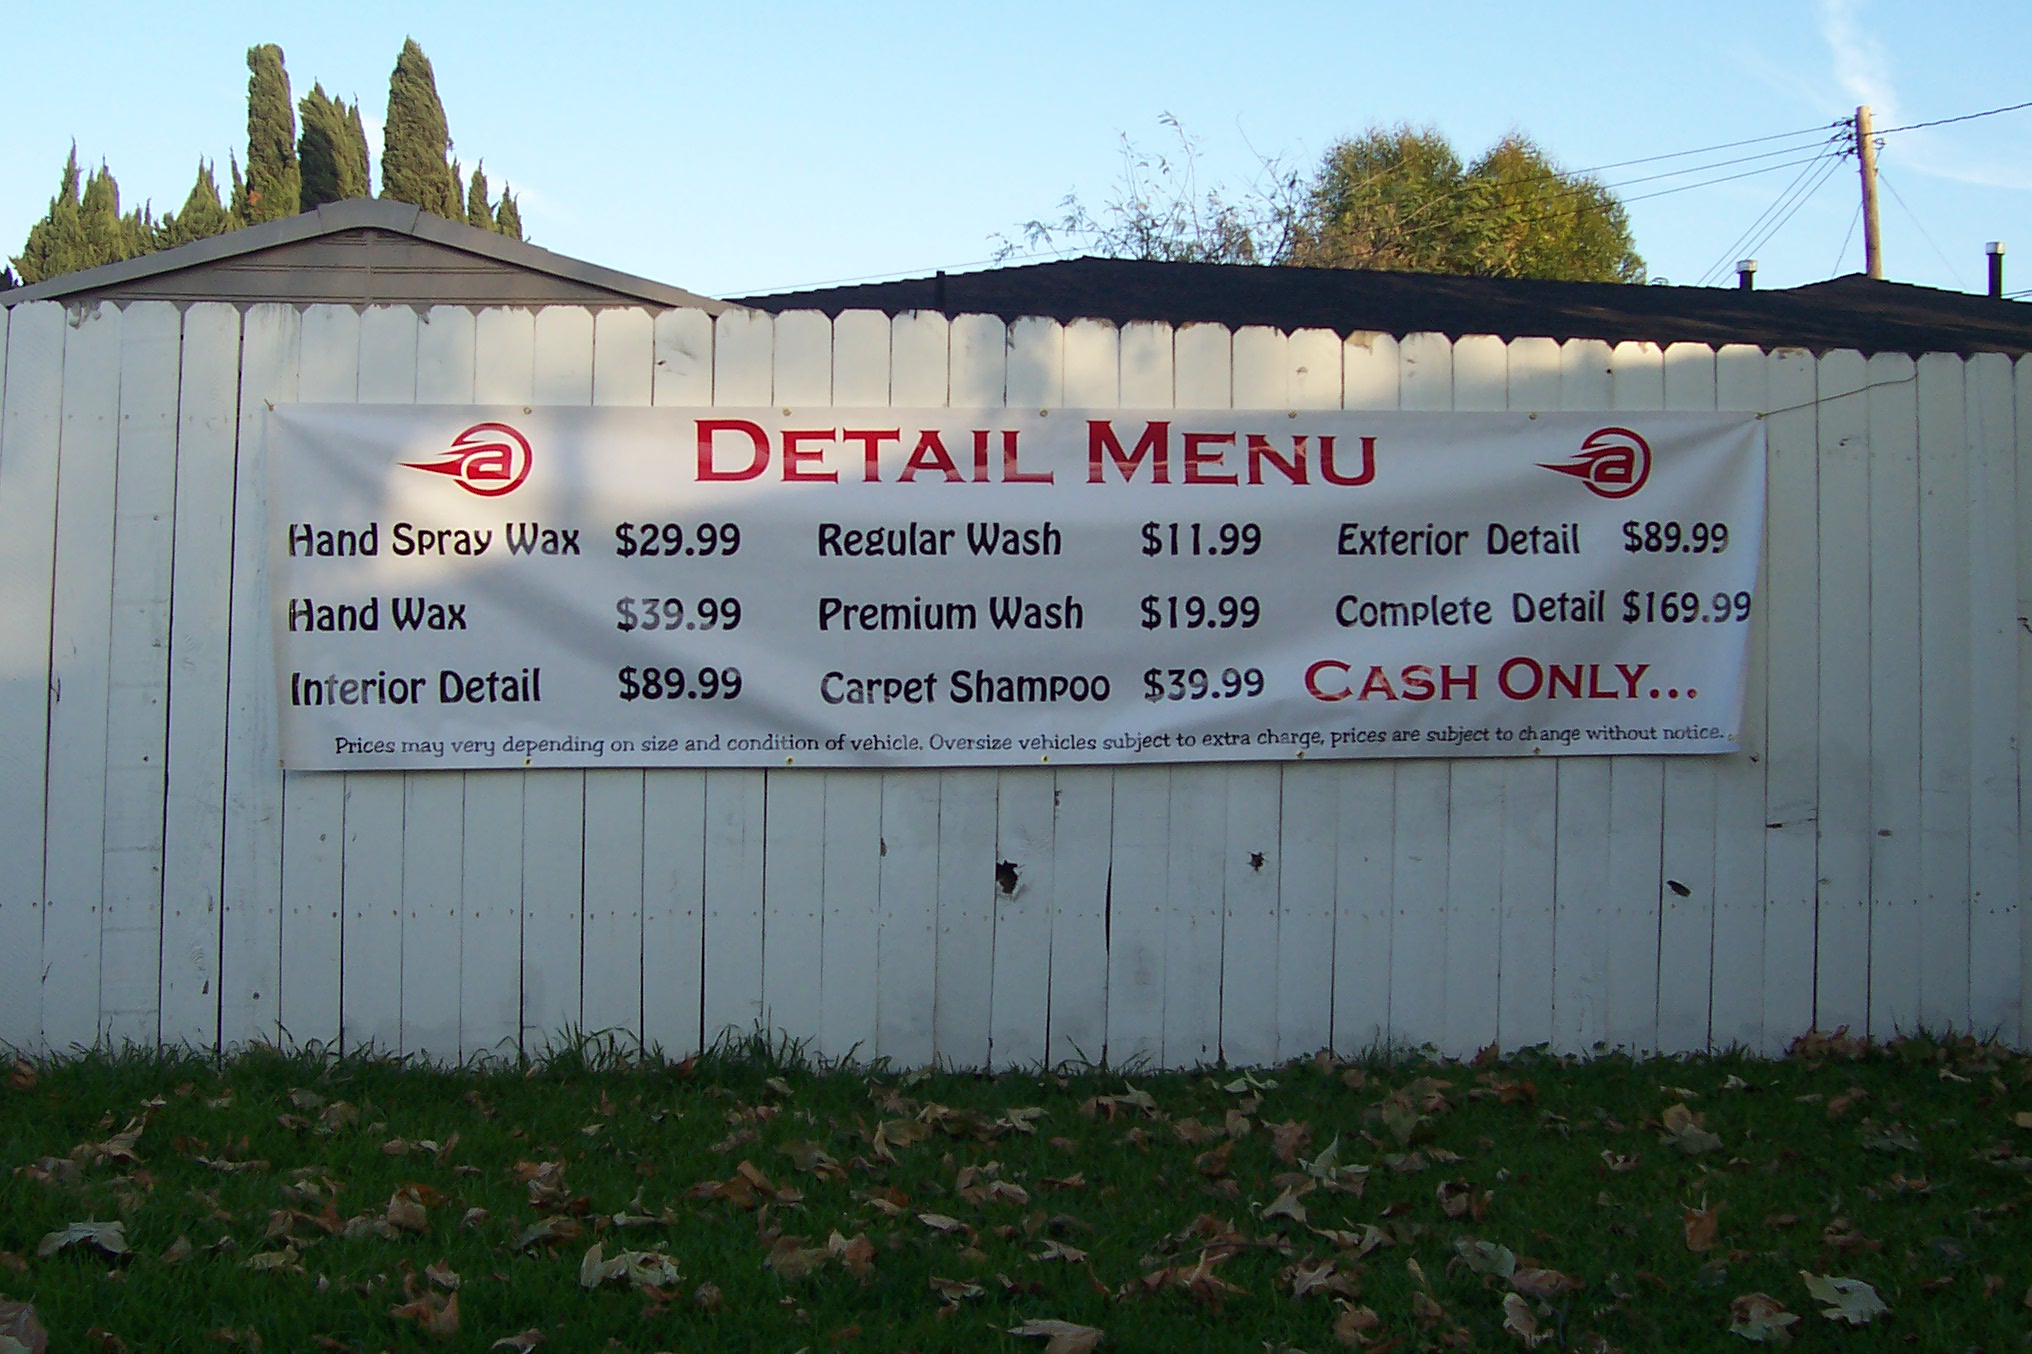 a DETAIL MENU a
Hand Spray Wax $29.99 Regular Wash $11.99 Exterior Detail $89.99
Hand Wax $39.99 Premium Wash $19.99 Complete Detail $169.99
Interior Detail $89.99 Carpet Shampoo $39.99 CASH ONLY...
Prices may very depending on size and condition of vehicle. Oversize vehicles subject to extra charge, prices are subject to change without notice.